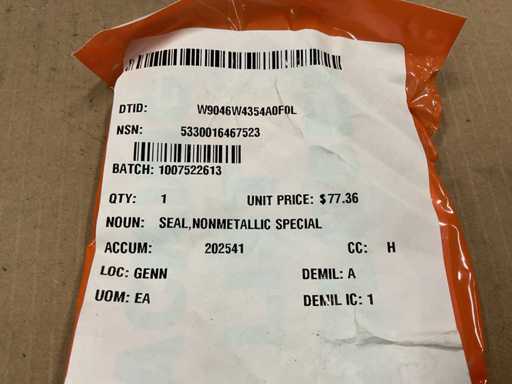 DTID: W9046W4354A0F0L
NSN: 5330016467523
BATCH: 1007522613
QTY: 1 UNIT PRICE: $77.36
NOUN: SEAL,NONMETALLIC SPECIAL
ACCUM: 202541 CC: H
LOC: GENN DEMIL: A
UOM: EA DEMIL IC: 1